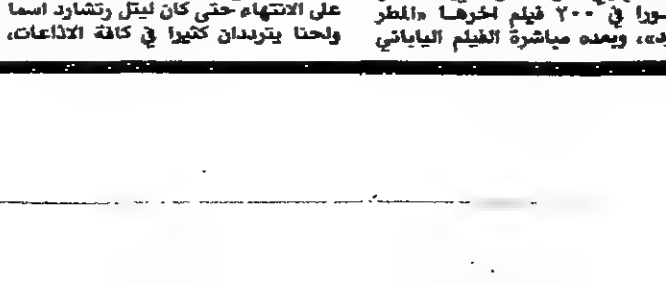 سورا في ٢٠٠ فيلم اخرها «المطر
وبعده مباشرة الفيلم الياباني
على الانتهاء حتى كان ليتل رتشارد اسما
ولحنا يترددان كثيرا في كافة الاذاعات،